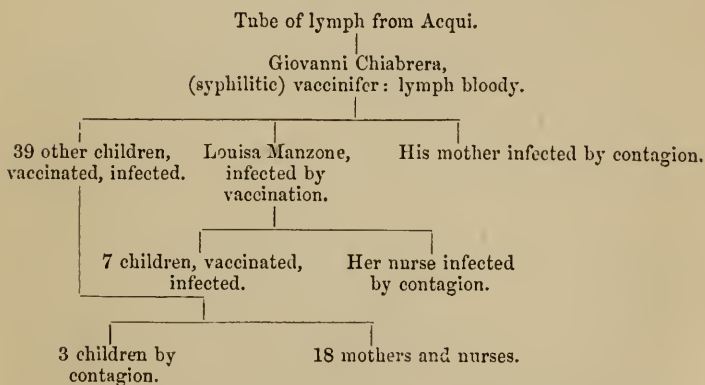 Tube of lymph from Acqui.
Giovanni Chiabrera,
(syphilitic) vaccinifer: lymph bloody.
39 other children,
vaccinated, infected.
Louisa Manzone,
infected by
vaccination.
His mother infected by contagion.
7 children, vaccinated,
infected.
Her nurse infected
by contagion.
3 children by
contagion.
18 mothers and nurses.